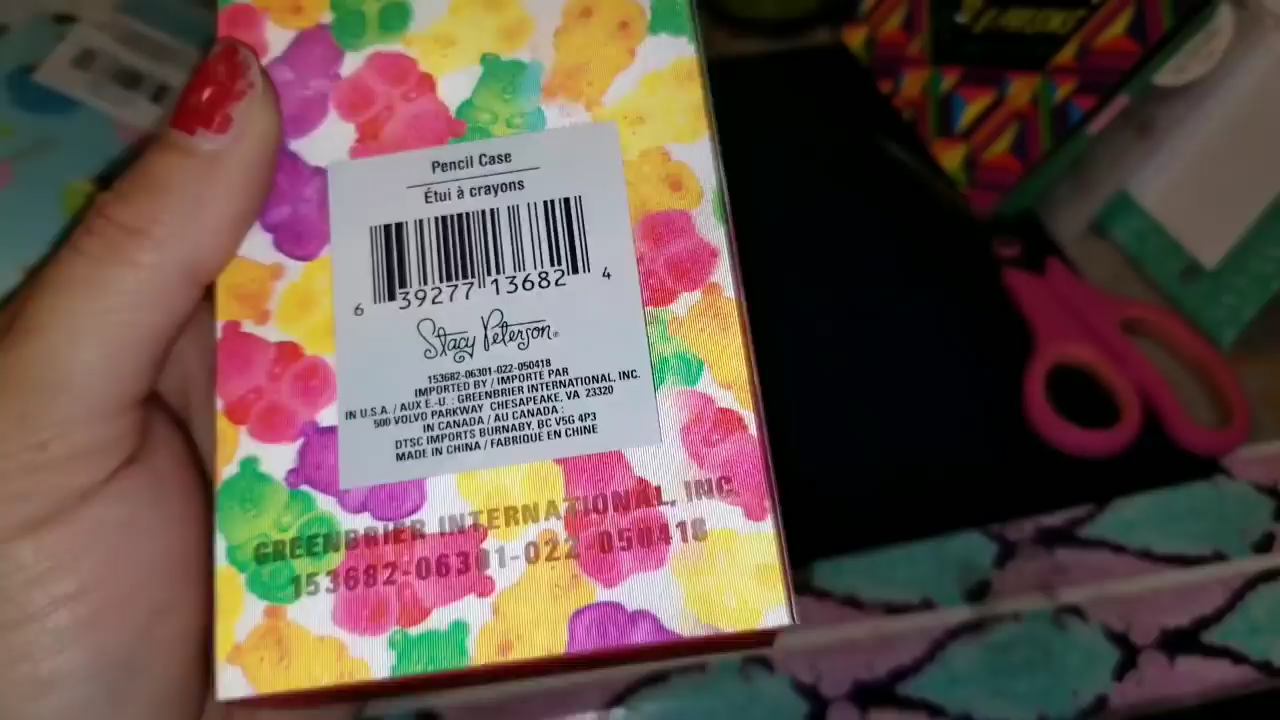 Pencil Case
Étui à crayons
6 39277 13682 4
Stacy Peterson®
153682-06301-022-050418
IMPORTED BY / IMPORTÉ PAR
IN U.S.A. / AUX É.-U. : GREENBRIER INTERNATIONAL, INC.
500 VOLVO PARKWAY CHESAPEAKE, VA 23320
IN CANADA / AU CANADA :
DTSC IMPORTS BURNABY, BC V5G 4P3
MADE IN CHINA / FABRIQUÉ EN CHINE
GREENBRIER INTERNATIONAL, INC.
153682-06301-022-050418